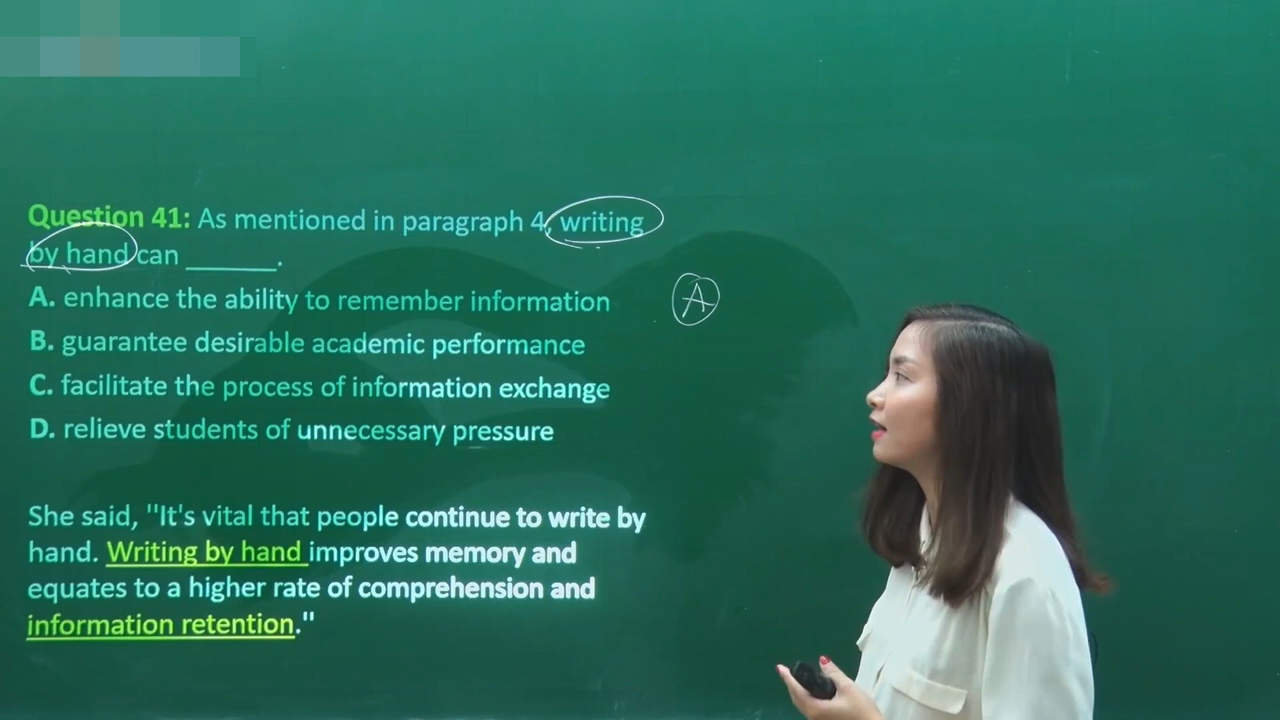 Question 41: As mentioned in paragraph 4, writing
by hand can _______.
A. enhance the ability to remember information
A
B. guarantee desirable academic performance
C. facilitate the process of information exchange
D. relieve students of unnecessary pressure
She said, "It's vital that people continue to write by
hand. Writing by hand improves memory and
equates to a higher rate of comprehension and
information retention."